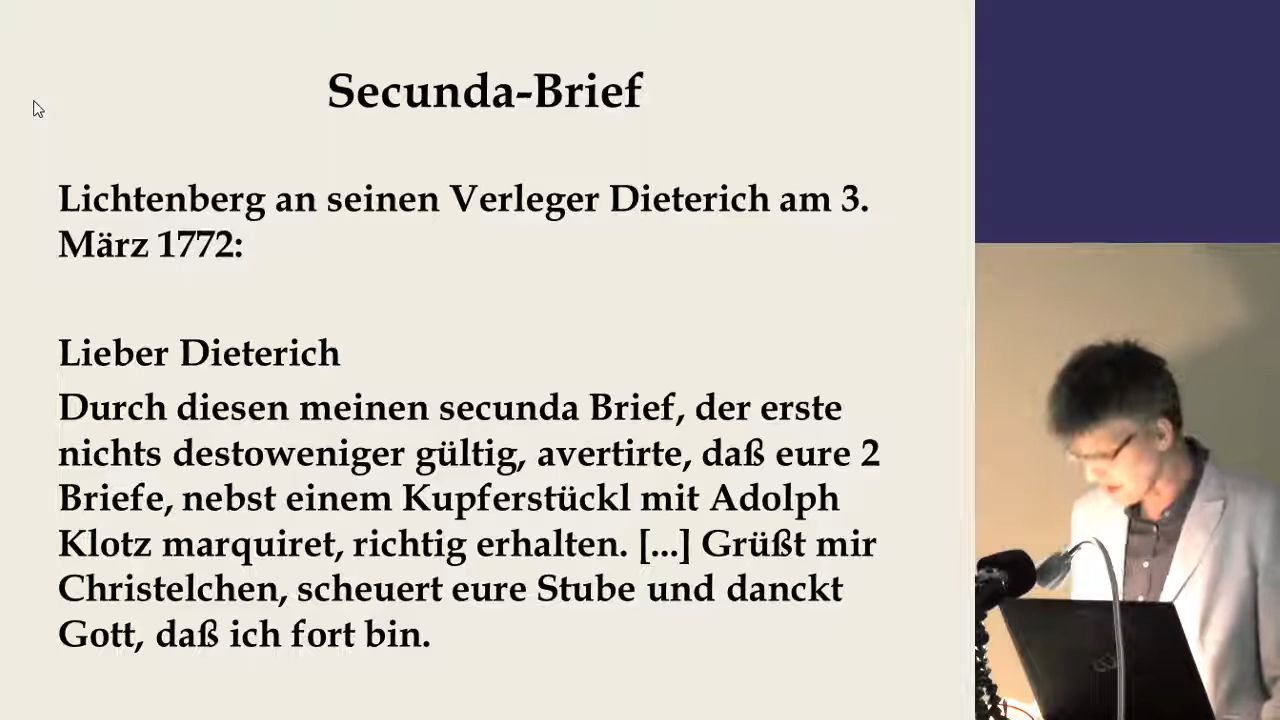 Secunda-Brief
Lichtenberg an seinen Verleger Dieterich am 3.
März 1772:
Lieber Dieterich
Durch diesen meinen secunda Brief, der erste
nichts destoweniger gültig, avertirte, daß eure 2
Briefe, nebst einem Kupferstückl mit Adolph
Klotz marquiret, richtig erhalten. [...] Grüßt mir
Christelchen, scheuert eure Stube und danckt
Gott, daß ich fort bin.